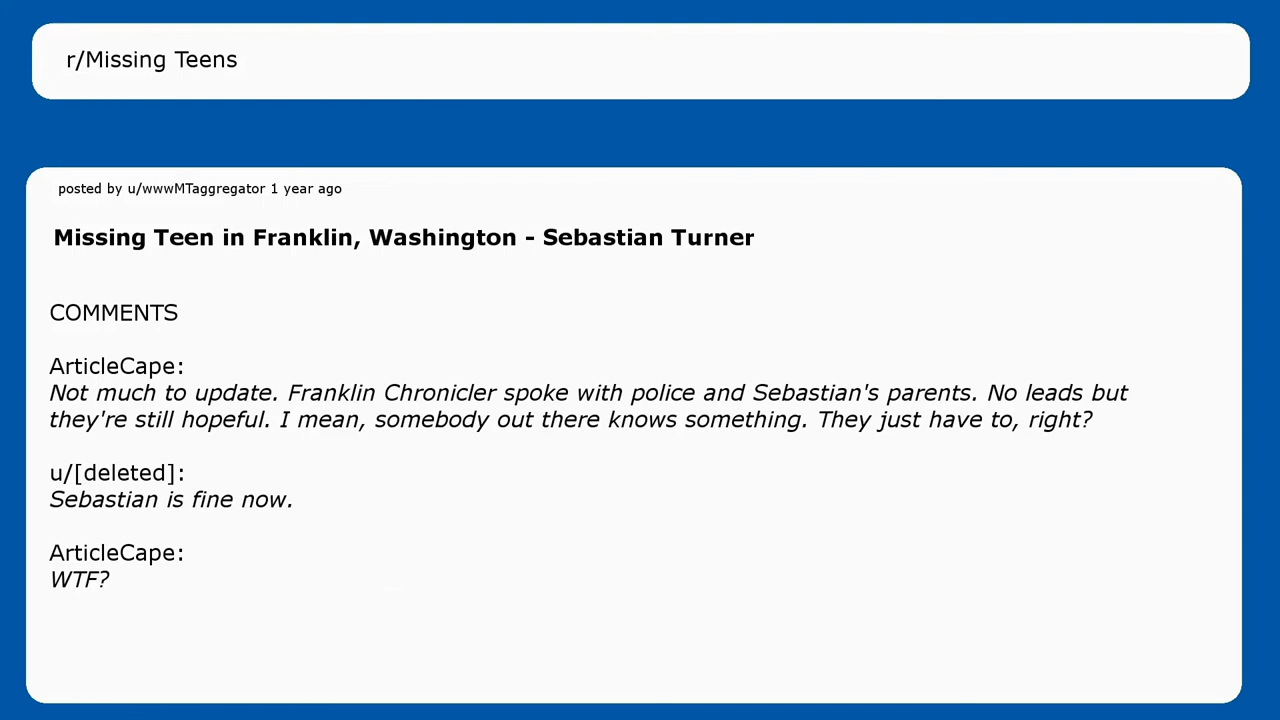 r/Missing Teens
posted by u/wwwMTaggregator 1 year ago
Missing Teen in Franklin, Washington - Sebastian Turner
COMMENTS
ArticleCape:
Not much to update. Franklin Chronicler spoke with police and Sebastian's parents. No leads but
they're still hopeful. I mean, somebody out there knows something. They just have to, right?
u/[deleted]:
Sebastian is fine now.
ArticleCape:
WTF?